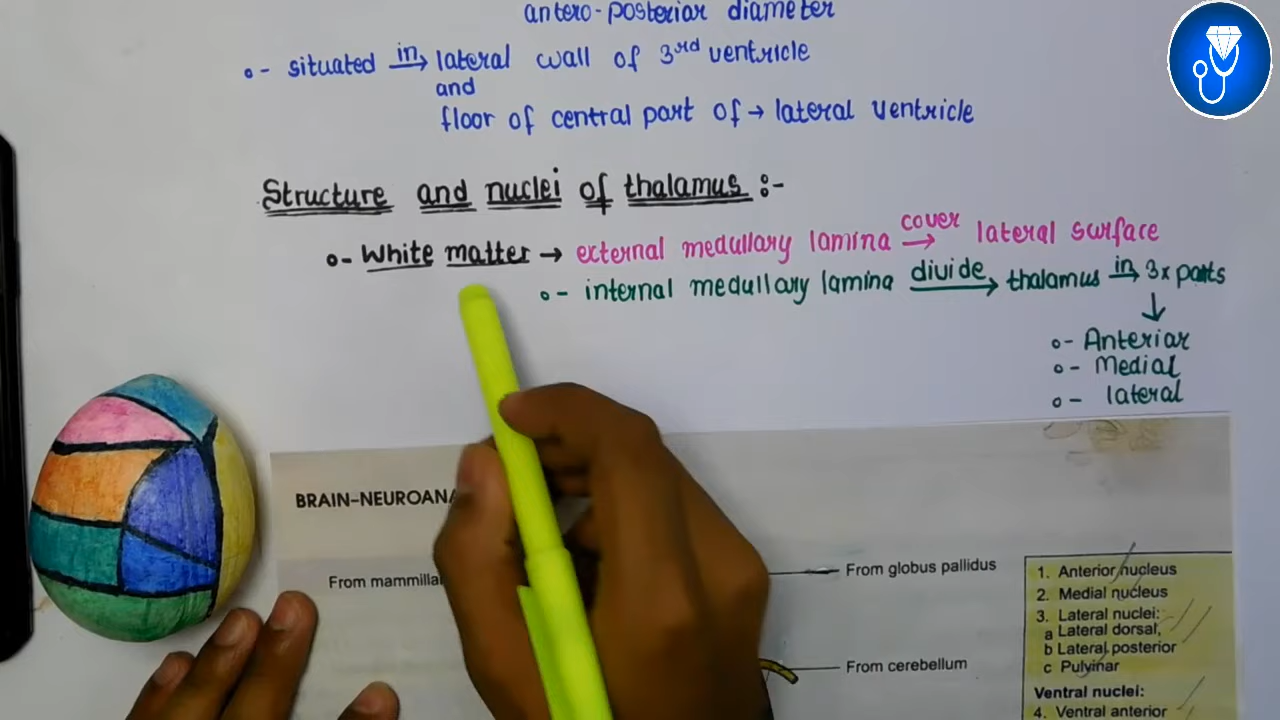 antero-posterior diameter
o- situated in→ lateral wall of 3rd ventricle
and
floor of central part of → lateral ventricle
Structure and nuclei of thalamus :-
o- White matter → external medullary lamina cover→ lateral surface
o- internal medullary lamina divide→ thalamus in→ 3x parts
↓
o- Anterior
o- Medial
o- lateral
BRAIN–NEUROANA
From mammilla
From globus pallidus
From cerebellum
1. Anterior nucleus
2. Medial nucleus
3. Lateral nuclei:
a Lateral dorsal,
b Lateral posterior
c Pulvinar
Ventral nuclei:
4. Ventral anterior